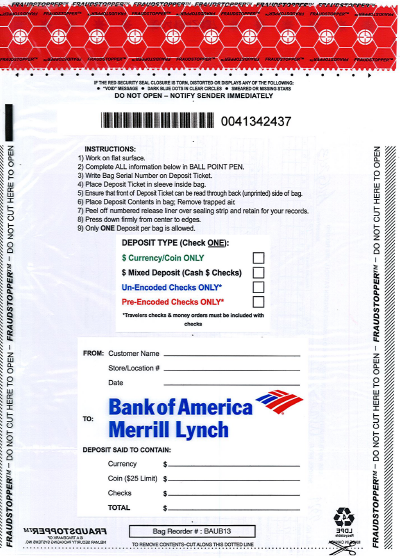 FRAUDSTOPPER™ FRAUDSTOPPER™ FRAUDSTOPPER™ FRAUDSTOPPER™ FRAUDSTOPPER™
IF THE RED SECURITY SEAL CLOSURE IS TORN, DISTORTED OR DISPLAYS ANY OF THE FOLLOWING:
• "VOID" MESSAGE • DARK BLUE DOTS IN CLEAR CIRCLES • SMEARED OR MISSING STARS
DO NOT OPEN – NOTIFY SENDER IMMEDIATELY
0041342437
INSTRUCTIONS:
1) Work on flat surface.
2) Complete ALL information below in BALL POINT PEN.
3) Write Bag Serial Number on Deposit Ticket.
4) Place Deposit Ticket in sleeve inside bag.
5) Ensure that front of Deposit Ticket can be read through back (unprinted) side of bag.
6) Place Deposit Contents in bag; Remove trapped air.
7) Peel off numbered release liner over sealing strip and retain for your records.
8) Press down firmly from center to edges.
9) Only ONE Deposit per bag is allowed.
DEPOSIT TYPE (Check ONE):
$ Currency/Coin ONLY
$ Mixed Deposit (Cash $ Checks)
Un-Encoded Checks ONLY*
Pre-Encoded Checks ONLY*
*Travelers checks & money orders must be included with
checks
FROM: Customer Name
Store/Location #
Date
TO:
Bank of America
Merrill Lynch
DEPOSIT SAID TO CONTAIN:
Currency $
Coin ($25 Limit) $
Checks $
TOTAL $
Bag Reorder # : BAUB13
TO REMOVE CONTENTS–CUT ALONG THIS DOTTED LINE
FRAUDSTOPPER™ – DO NOT CUT HERE TO OPEN – FRAUDSTOPPER™ – DO NOT CUT HERE TO OPEN
FRAUDSTOPPER™ – DO NOT CUT HERE TO OPEN – FRAUDSTOPPER™ – DO NOT CUT HERE TO OPEN
FRAUDSTOPPER™
LDPE